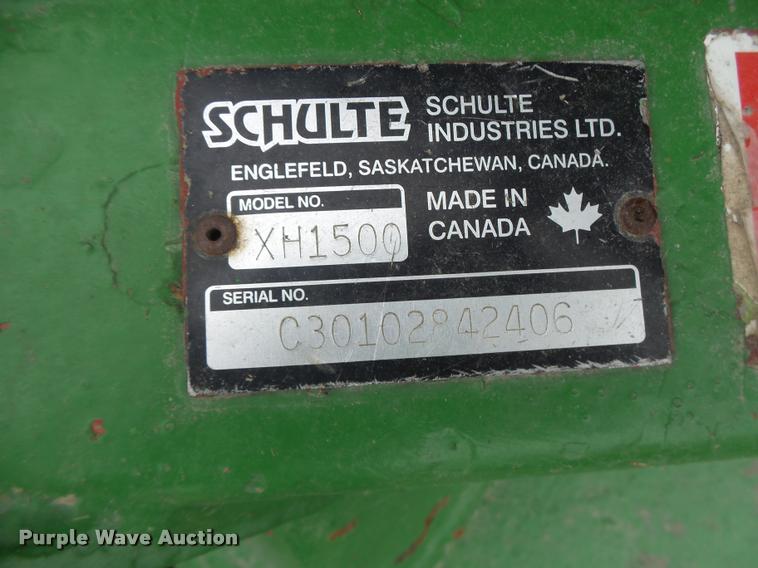 SCHULTE
SCHULTE
INDUSTRIES LTD.
ENGLEFELD, SASKATCHEWAN, CANADA.
MODEL NO.
XH1500
MADE IN
CANADA
SERIAL NO.
C30102842406
Purple Wave Auction